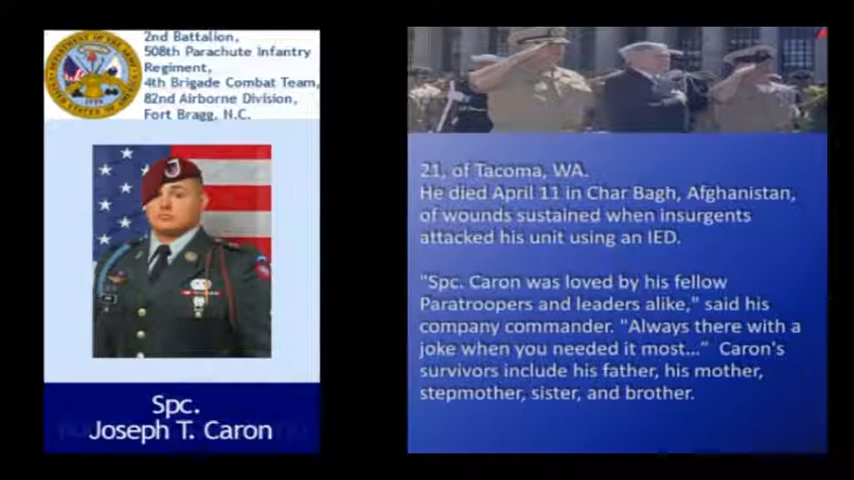 2nd Battalion,
508th Parachute Infantry
Regiment,
4th Brigade Combat Team,
82nd Airborne Division,
Fort Bragg, N.C.
Spc.
Joseph T. Caron
21, of Tacoma, WA.
He died April 11 in Char Bagh, Afghanistan,
of wounds sustained when insurgents
attacked his unit using an IED.
"Spc. Caron was loved by his fellow
Paratroopers and leaders alike," said his
company commander. "Always there with a
joke when you needed it most..." Caron's
survivors include his father, his mother,
stepmother, sister, and brother.